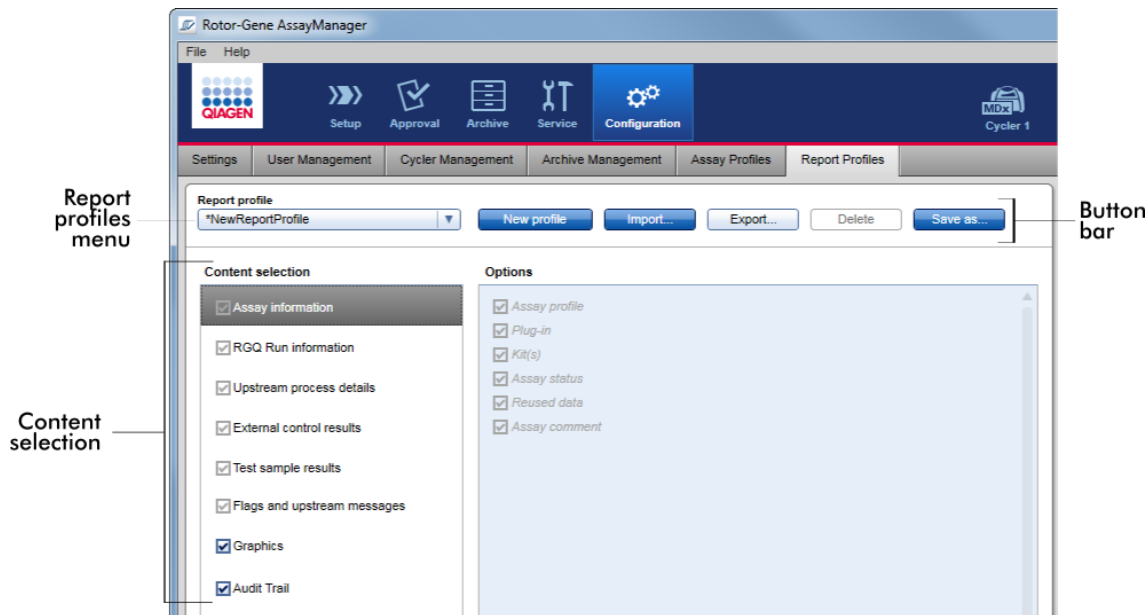 Rotor-Gene AssayManager
File Help
QIAGEN
Setup
Approval
Archive
Service
Configuration
MDx
Cycler 1
Settings
User Management
Cycler Management
Archive Management
Assay Profiles
Report Profiles
Report
profiles
menu
Report profile
*NewReportProfile
New profile
Import...
Export...
Delete
Save as...
Button
bar
Content selection
Options
Assay information
RGQ Run information
Upstream process details
External control results
Test sample results
Flags and upstream messages
Graphics
Audit Trail
Assay profile
Plug-in
Kit(s)
Assay status
Reused data
Assay comment
Content
selection